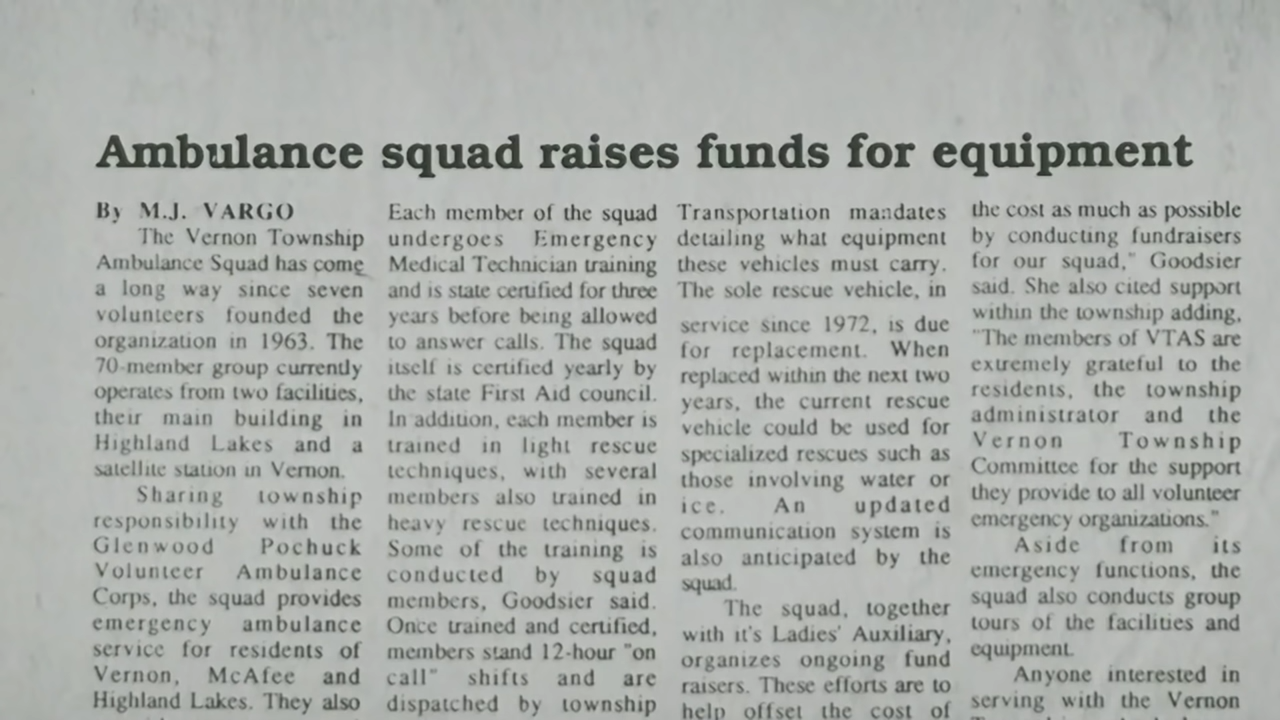 Ambulance squad raises funds for equipment
By M.J. VARGO
The Vernon Township
Ambulance Squad has come
a long way since seven
volunteers founded the
organization in 1963. The
70-member group currently
operates from two facilities,
their main building in
Highland Lakes and a
satellite station in Vernon.
Sharing township
responsibility with the
Glenwood Pochuck
Volunteer Ambulance
Corps, the squad provides
emergency ambulance
service for residents of
Vernon, McAfee and
Highland Lakes. They also
Each member of the squad
undergoes Emergency
Medical Technician training
and is state certified for three
years before being allowed
to answer calls. The squad
itself is certified yearly by
the state First Aid council.
In addition, each member is
trained in light rescue
techniques, with several
members also trained in
heavy rescue techniques.
Some of the training is
conducted by squad
members, Goodsier said.
Once trained and certified,
members stand 12-hour "on
call" shifts and are
dispatched by township
Transportation mandates
detailing what equipment
these vehicles must carry.
The sole rescue vehicle, in
service since 1972, is due
for replacement. When
replaced within the next two
years, the current rescue
vehicle could be used for
specialized rescues such as
those involving water or
ice. An updated
communication system is
also anticipated by the
squad.
The squad, together
with it's Ladies' Auxiliary,
organizes ongoing fund
raisers. These efforts are to
help offset the cost of
the cost as much as possible
by conducting fundraisers
for our squad," Goodsier
said. She also cited support
within the township adding,
"The members of VTAS are
extremely grateful to the
residents, the township
administrator and the
Vernon Township
Committee for the support
they provide to all volunteer
emergency organizations."
Aside from its
emergency functions, the
squad also conducts group
tours of the facilities and
equipment.
Anyone interested in
serving with the Vernon